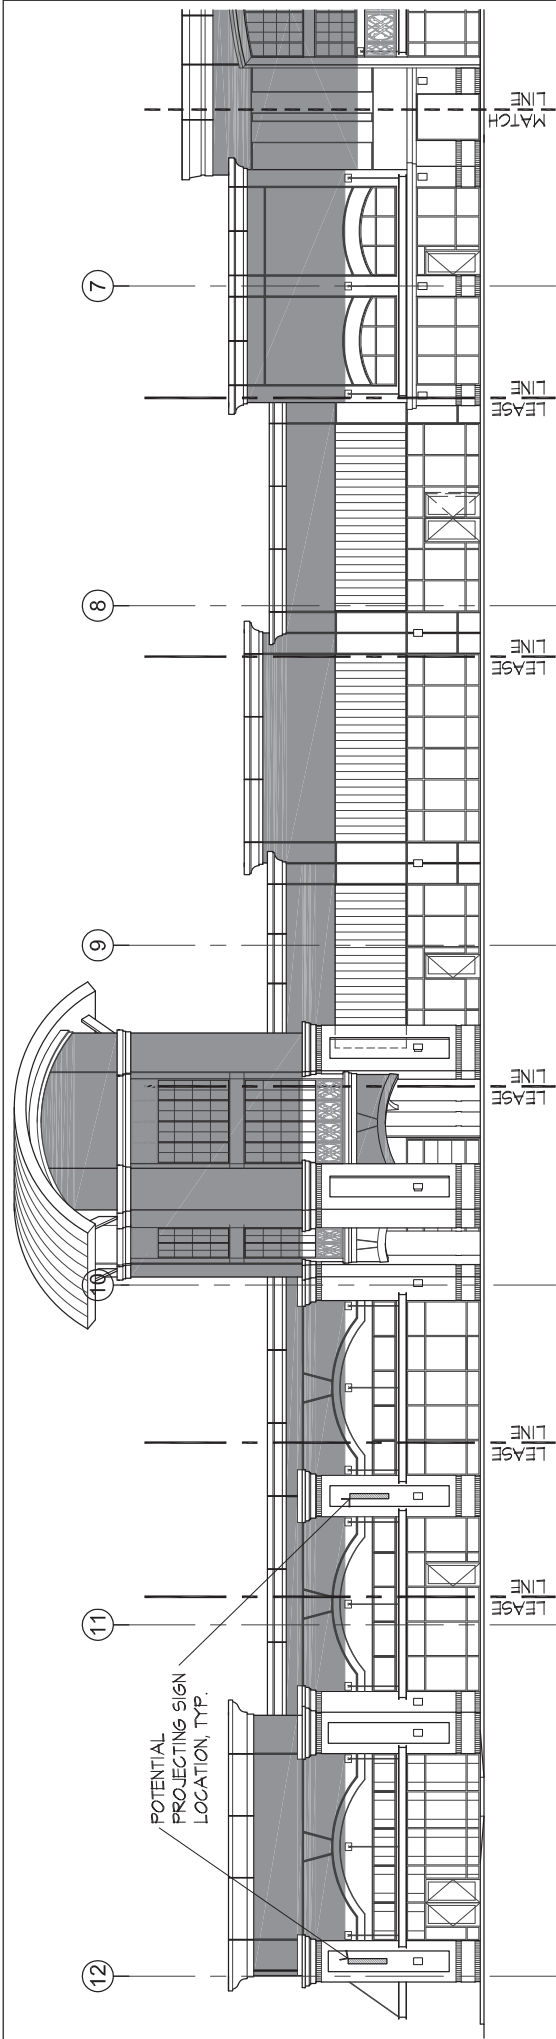 12
11
10
9
8
7
POTENTIAL
PROJECTING SIGN
LOCATION, TYP.
LEASE
LINE
LEASE
LINE
LEASE
LINE
LEASE
LINE
LEASE
LINE
MATCH
LINE